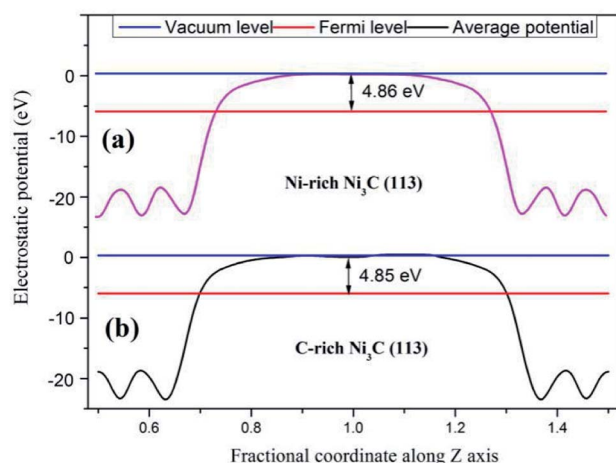 Vacuum level Fermi level Average potential
0
4.86 eV
-10
(a)
Ni-rich Ni₃C (113)
-20
0
4.85 eV
-10
(b)
C-rich Ni₃C (113)
-20
0.6 0.8 1.0 1.2 1.4
Electrostatic potential (eV)
Fractional coordinate along Z axis